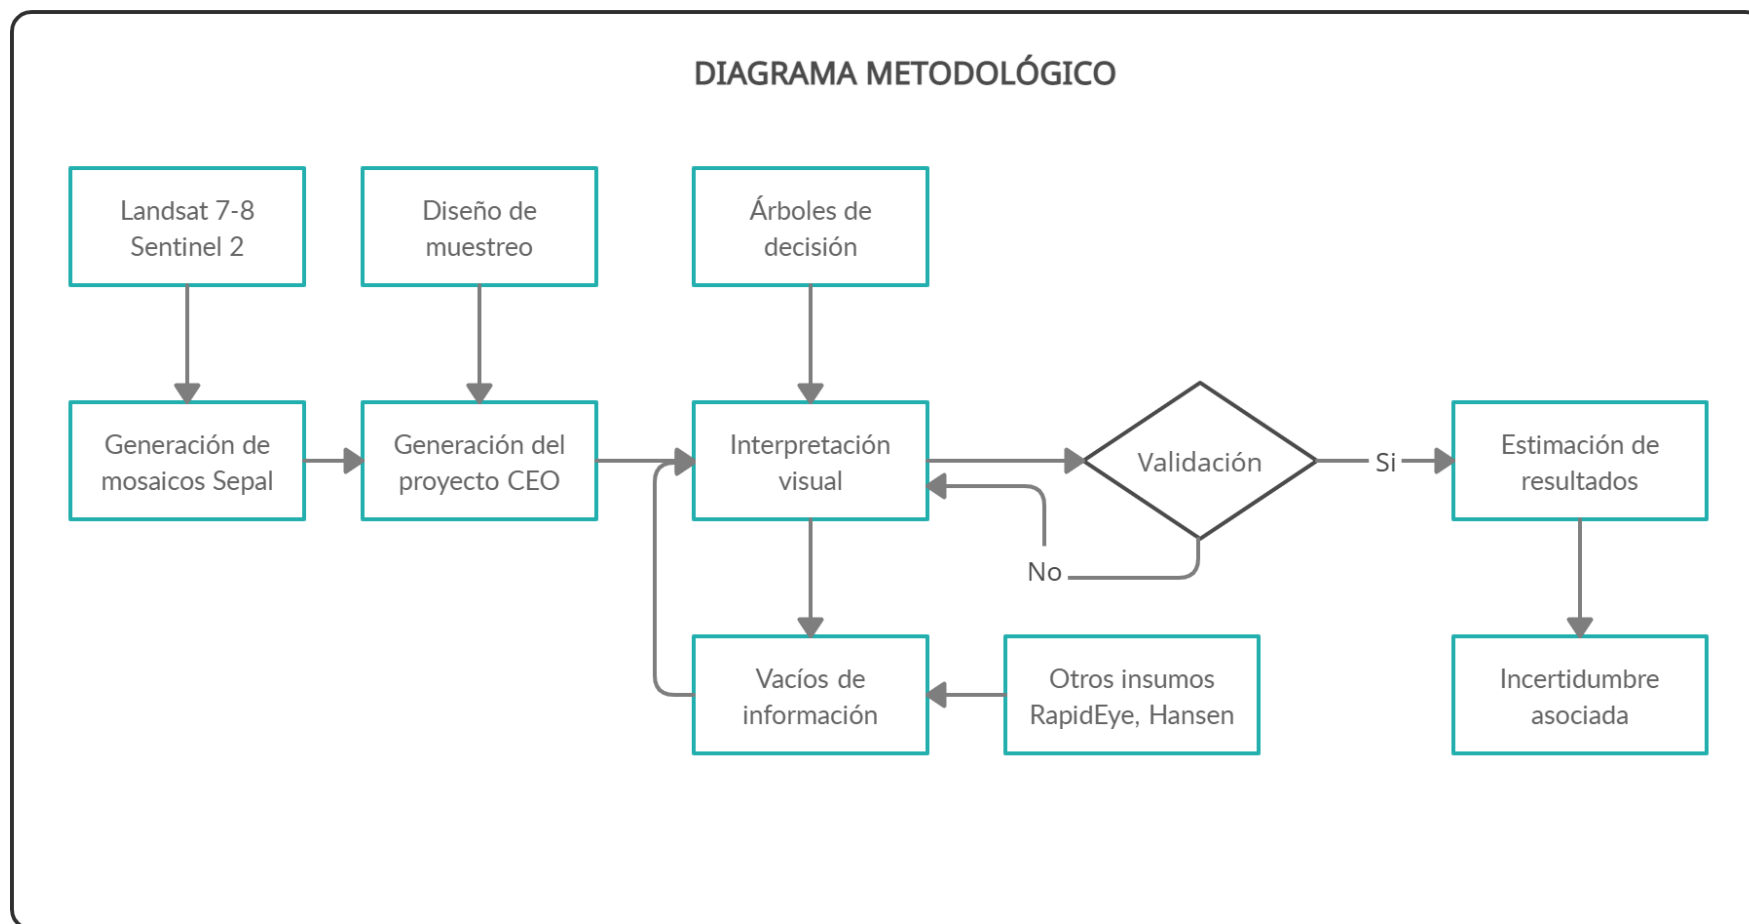 DIAGRAMA METODOLÓGICO
Landsat 7-8
Sentinel 2
Diseño de
muestreo
Árboles de
decisión
Generación de
mosaicos Sepal
Generación del
proyecto CEO
Interpretación
visual
Validación
Si
Estimación de
resultados
No
Vacíos de
información
Otros insumos
RapidEye, Hansen
Incertidumbre
asociada